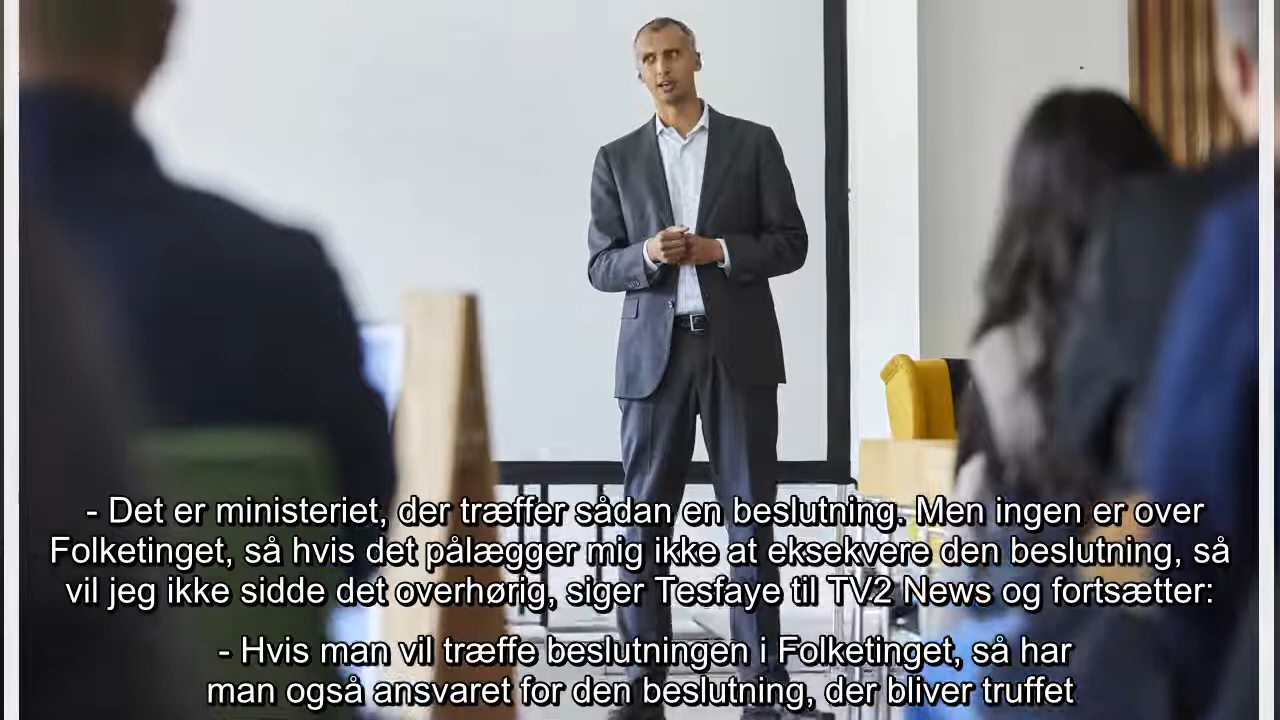 - Det er ministeriet, der træffer sådan en beslutning. Men ingen er over
Folketinget, så hvis det pålægger mig ikke at eksekvere den beslutning, så
vil jeg ikke sidde det overhørig, siger Tesfaye til TV2 News og fortsætter:
- Hvis man vil træffe beslutningen i Folketinget, så har
man også ansvaret for den beslutning, der bliver truffet